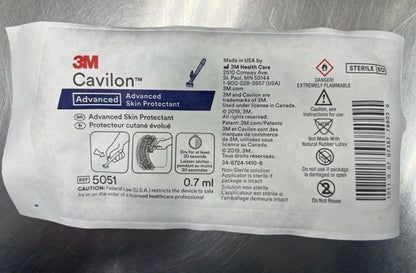 3M
Cavilon™
Advanced Advanced
Skin Protectant
en Advanced Skin Protectant
fr Protecteur cutané évolué
Dry for at least
30 seconds
Laisser sécher
pendant au moins
30 secondes
REF 5051
0.7 ml
CAUTION: Federal Law (U.S.A.) restricts the device to sale
by or on the order of a licensed healthcare professional
Made in USA by
3M Health Care
2510 Conway Ave.
St. Paul, MN 55144
1-800-228-3957 (USA)
3M.com
3M and Cavilon are
trademarks of 3M.
Used under license in Canada.
© 2019, 3M.
All rights reserved.
Patent: 3M.com/Patents
3M et Cavilon sont des
marques de commerce
de 3M, utilisées sous
licence au Canada.
© 2019, 3M.
Tous droits réservés.
34-8724-1410-6
Non-Sterile solution
Applicator is sterile if
package is intact
Solution non stérile
L'applicateur est stérile si
l'emballage demeure intact
STERILE EO
DANGER!
EXTREMELY FLAMMABLE
Caution, see
Instructions for use
Not Made With
Natural Rubber Latex
Do not use if package
is damaged or open
Do Not Reuse